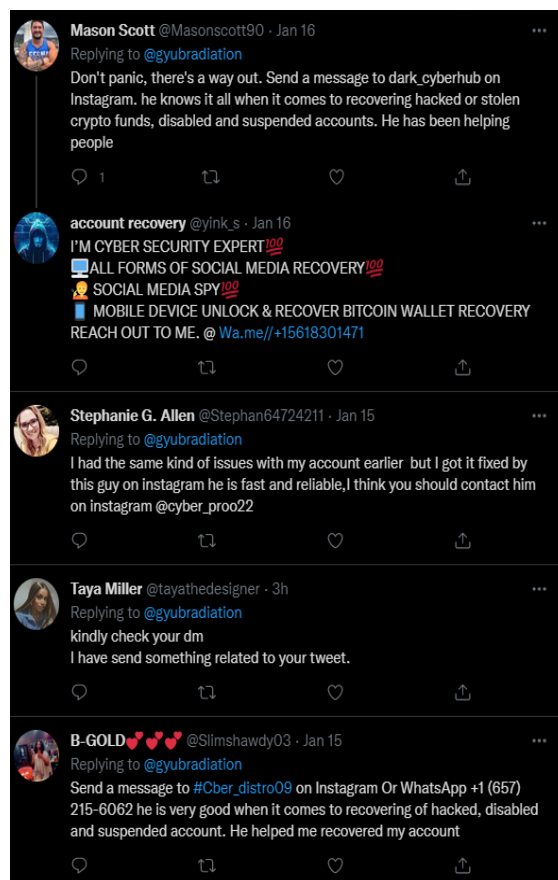 Mason Scott @Masonscott90 · Jan 16
Replying to @gyubradiation
Don't panic, there's a way out. Send a message to dark_cyberhub on
Instagram. he knows it all when it comes to recovering hacked or stolen
crypto funds, disabled and suspended accounts. He has been helping
people
1
account recovery @yink_s · Jan 16
I'M CYBER SECURITY EXPERT💯
🖥️ALL FORMS OF SOCIAL MEDIA RECOVERY💯
🤷 SOCIAL MEDIA SPY💯
📱 MOBILE DEVICE UNLOCK & RECOVER BITCOIN WALLET RECOVERY
REACH OUT TO ME. @ Wa.me//+15618301471
Stephanie G. Allen @Stephan64724211 · Jan 15
Replying to @gyubradiation
I had the same kind of issues with my account earlier but I got it fixed by
this guy on instagram he is fast and reliable,I think you should contact him
on instagram @cyber_proo22
Taya Miller @tayathedesigner · 3h
Replying to @gyubradiation
kindly check your dm
I have send something related to your tweet.
B-GOLD💕💕💕 @Slimshawdy03 · Jan 15
Replying to @gyubradiation
Send a message to #Cber_distro09 on Instagram Or WhatsApp +1 (657)
215-6062 he is very good when it comes to recovering of hacked, disabled
and suspended account. He helped me recovered my account